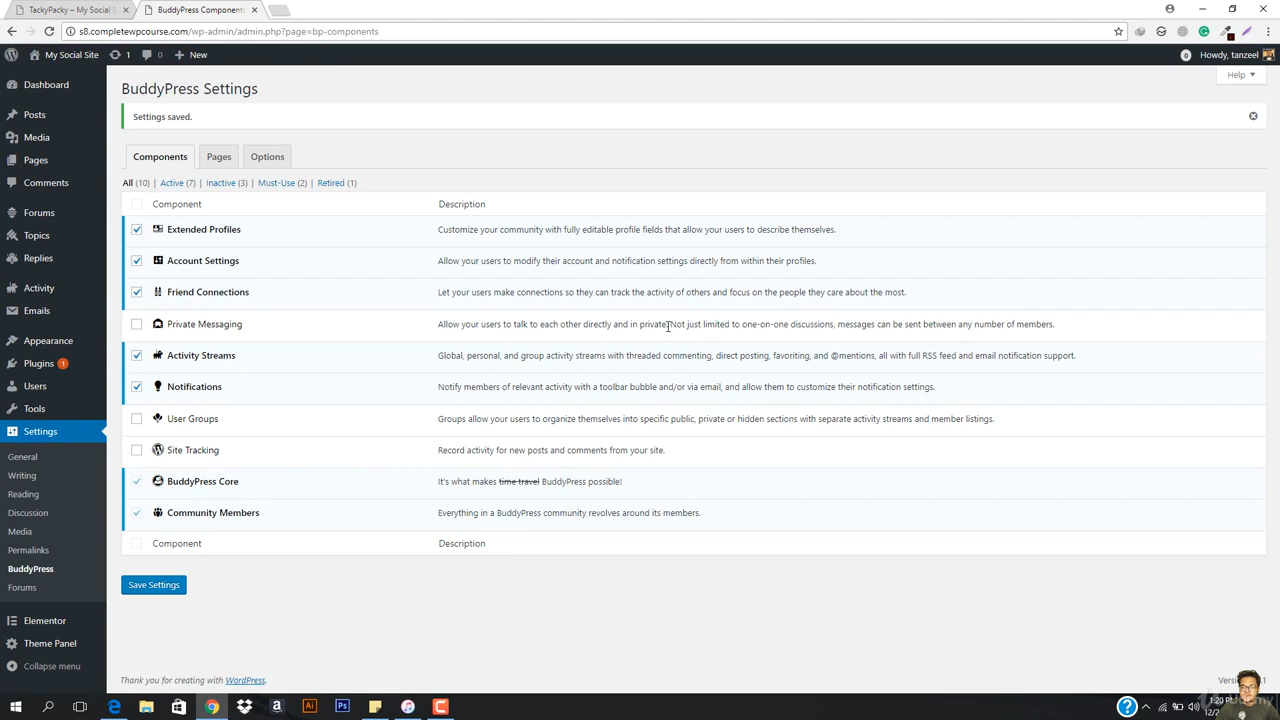 TackyPacky – My Social S
BuddyPress Components
s8.completewpcourse.com/wp-admin/admin.php?page=bp-components
My Social Site 1 0 New 0 Howdy, tanzeel
Help
Dashboard
Posts
Media
Pages
Comments
Forums
Topics
Replies
Activity
Emails
Appearance
Plugins 1
Users
Tools
Settings
General
Writing
Reading
Discussion
Media
Permalinks
BuddyPress
Forums
Elementor
Theme Panel
Collapse menu
BuddyPress Settings
Settings saved.
Components Pages Options
All (10) | Active (7) | Inactive (3) | Must-Use (2) | Retired (1)
Component Description
Extended Profiles Customize your community with fully editable profile fields that allow your users to describe themselves.
Account Settings Allow your users to modify their account and notification settings directly from within their profiles.
Friend Connections Let your users make connections so they can track the activity of others and focus on the people they care about the most.
Private Messaging Allow your users to talk to each other directly and in private. Not just limited to one-on-one discussions, messages can be sent between any number of members.
Activity Streams Global, personal, and group activity streams with threaded commenting, direct posting, favoriting, and @mentions, all with full RSS feed and email notification support.
Notifications Notify members of relevant activity with a toolbar bubble and/or via email, and allow them to customize their notification settings.
User Groups Groups allow your users to organize themselves into specific public, private or hidden sections with separate activity streams and member listings.
Site Tracking Record activity for new posts and comments from your site.
BuddyPress Core It's what makes time travel BuddyPress possible!
Community Members Everything in a BuddyPress community revolves around its members.
Component Description
Save Settings
Thank you for creating with WordPress.
1:20